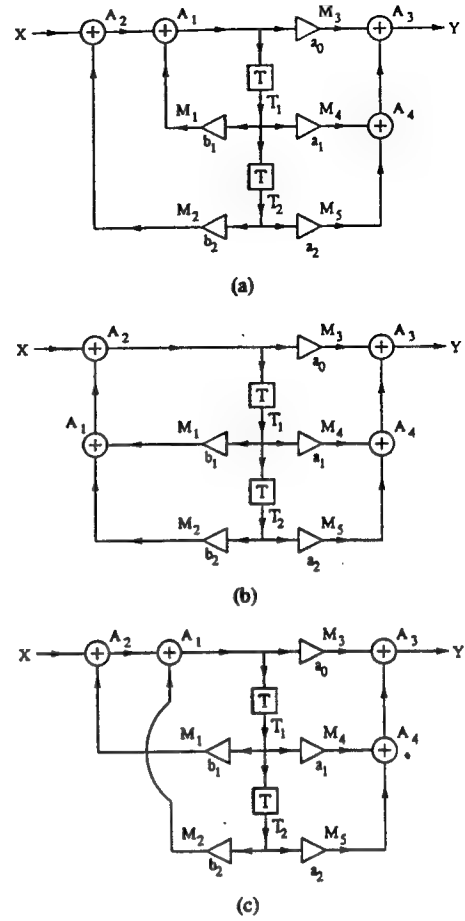 X A₂ A₁ M₃ A₃ Y
a₀
T
M₁ T₁ M₄ A₄
b₁ a₁
T
M₂ T₂ M₅
b₂ a₂
(a)
X A₂ M₃ A₃ Y
a₀
T
A₁ M₁ T₁ M₄ A₄
b₁ a₁
T
M₂ T₂ M₅
b₂ a₂
(b)
X A₂ A₁ M₃ A₃ Y
a₀
T
M₁ T₁ M₄ A₄
b₁ a₁
T
M₂ T₂ M₅
b₂ a₂
(c)